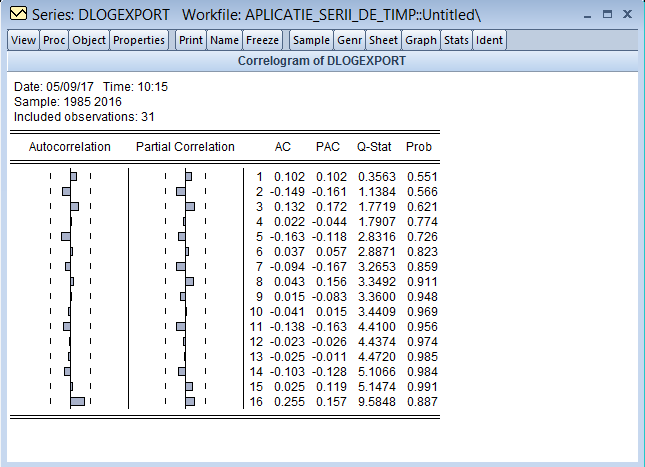 Series: DLOGEXPORT Workfile: APLICATIE_SERII_DE_TIMP::Untitled\
View Proc Object Properties Print Name Freeze Sample Genr Sheet Graph Stats Ident
Correlogram of DLOGEXPORT
Date: 05/09/17 Time: 10:15
Sample: 1985 2016
Included observations: 31
Autocorrelation Partial Correlation AC PAC Q-Stat Prob
1 0.102 0.102 0.3563 0.551
2 -0.149 -0.161 1.1384 0.566
3 0.132 0.172 1.7719 0.621
4 0.022 -0.044 1.7907 0.774
5 -0.163 -0.118 2.8316 0.726
6 0.037 0.057 2.8871 0.823
7 -0.094 -0.167 3.2653 0.859
8 0.043 0.156 3.3492 0.911
9 0.015 -0.083 3.3600 0.948
10 -0.041 0.015 3.4409 0.969
11 -0.138 -0.163 4.4100 0.956
12 -0.023 -0.026 4.4374 0.974
13 -0.025 -0.011 4.4720 0.985
14 -0.103 -0.128 5.1066 0.984
15 0.025 0.119 5.1474 0.991
16 0.255 0.157 9.5848 0.887